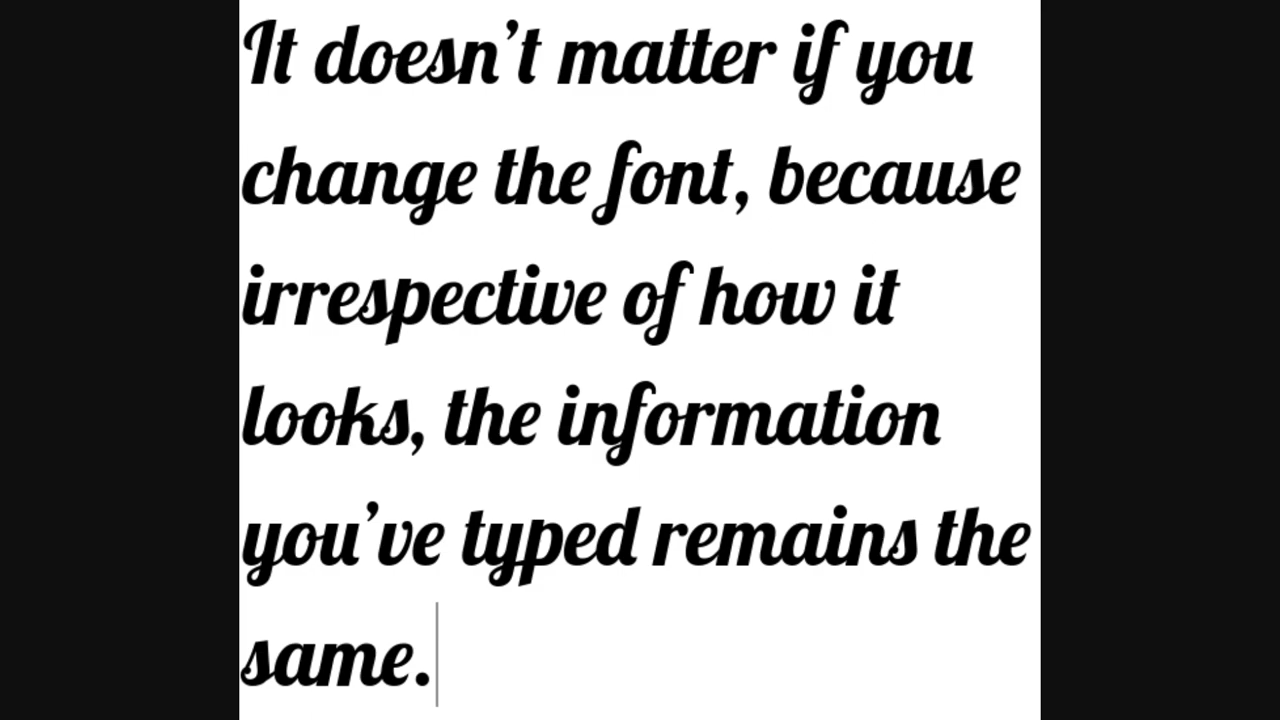 It doesn’t matter if you
change the font, because
irrespective of how it
looks, the information
you’ve typed remains the
same.